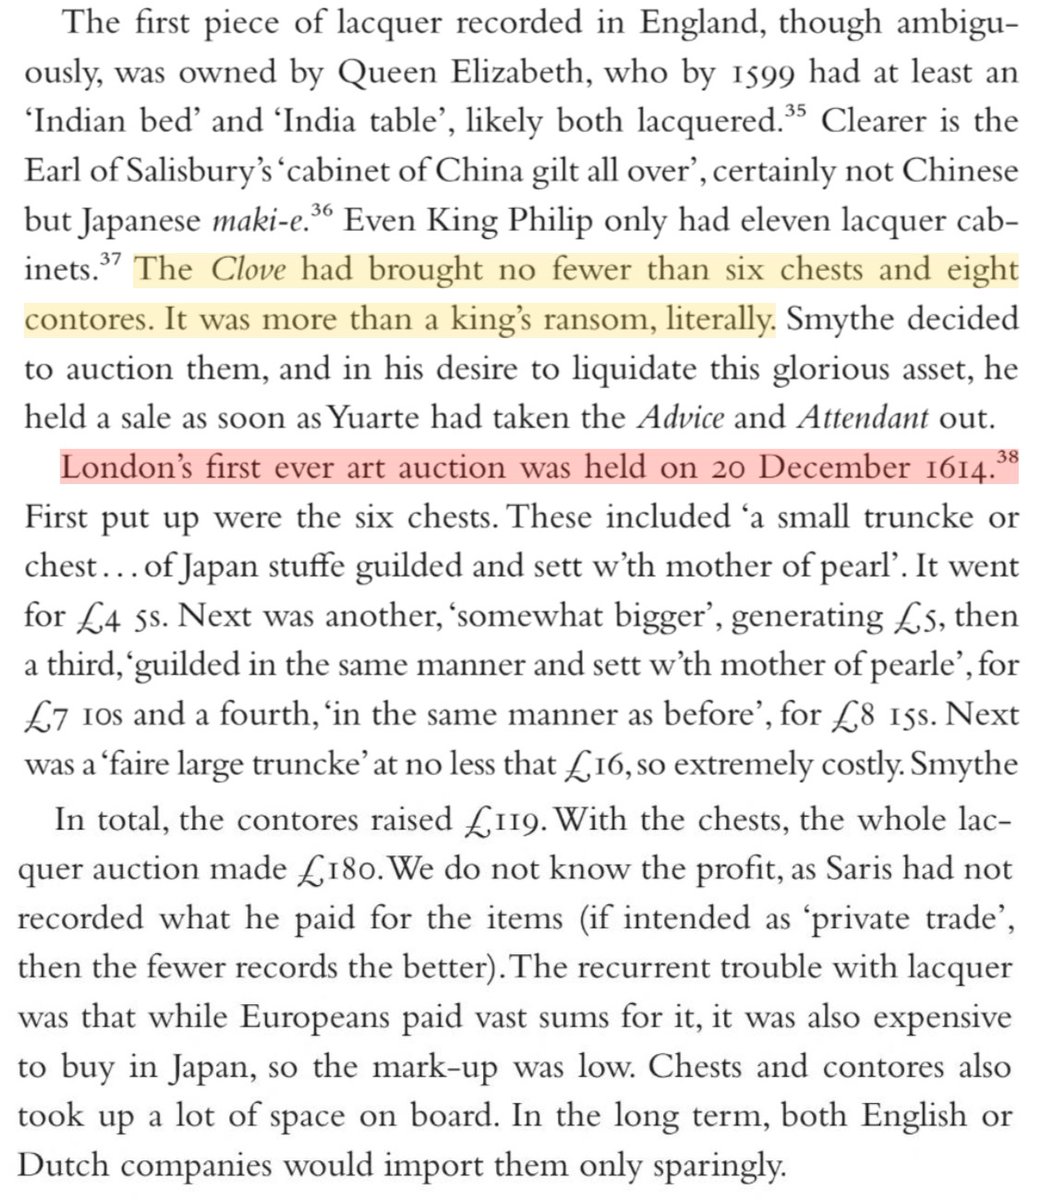 The first piece of lacquer recorded in England, though ambigu-
ously, was owned by Queen Elizabeth, who by 1599 had at least an
‘Indian bed’ and ‘India table’, likely both lacquered.³⁵ Clearer is the
Earl of Salisbury’s ‘cabinet of China gilt all over’, certainly not Chinese
but Japanese maki-e.³⁶ Even King Philip only had eleven lacquer cab-
inets.³⁷ The Clove had brought no fewer than six chests and eight
contores. It was more than a king’s ransom, literally. Smythe decided
to auction them, and in his desire to liquidate this glorious asset, he
held a sale as soon as Yuarte had taken the Advice and Attendant out.
London’s first ever art auction was held on 20 December 1614.³⁸
First put up were the six chests. These included ‘a small truncke or
chest . . . of Japan stuffe guilded and sett w’th mother of pearl’. It went
for £4 5s. Next was another, ‘somewhat bigger’, generating £5, then
a third, ‘guilded in the same manner and sett w’th mother of pearle’, for
£7 10s and a fourth, ‘in the same manner as before’, for £8 15s. Next
was a ‘faire large truncke’ at no less that £16, so extremely costly. Smythe
In total, the contores raised £119. With the chests, the whole lac-
quer auction made £180. We do not know the profit, as Saris had not
recorded what he paid for the items (if intended as ‘private trade’,
then the fewer records the better). The recurrent trouble with lacquer
was that while Europeans paid vast sums for it, it was also expensive
to buy in Japan, so the mark-up was low. Chests and contores also
took up a lot of space on board. In the long term, both English or
Dutch companies would import them only sparingly.